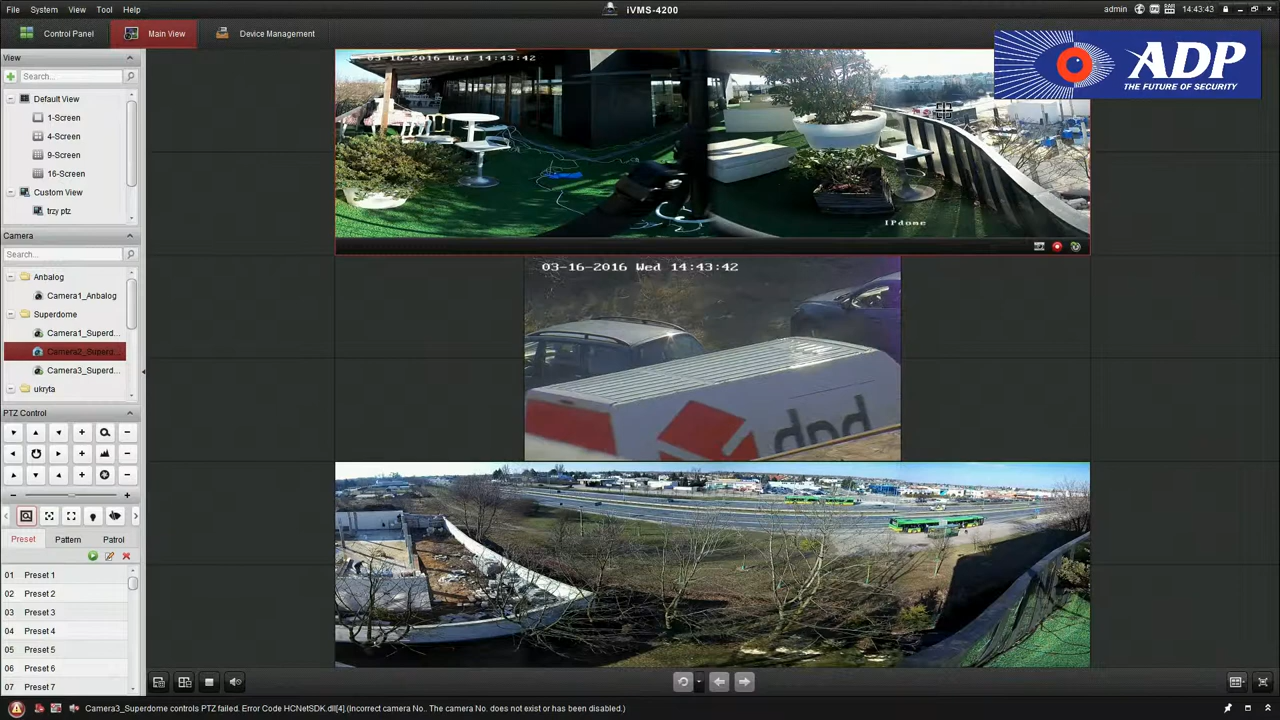 File System View Tool Help
iVMS-4200
admin 14:43:43
Control Panel
Main View
Device Management
ADP
THE FUTURE OF SECURITY
View
Search...
Default View
1-Screen
4-Screen
9-Screen
16-Screen
Custom View
trzy ptz
Camera
Search...
Anbalog
Camera1_Anbalog
Superdome
Camera1_Superd...
Camera2_Superd...
Camera3_Superd...
ukryta
PTZ Control
Preset Pattern Patrol
01 Preset 1
02 Preset 2
03 Preset 3
04 Preset 4
05 Preset 5
06 Preset 6
07 Preset 7
03-16-2016 Wed 14:43:42
IPdome
03-16-2016 Wed 14:43:42
dpd
Camera3_Superdome controls PTZ failed. Error Code HCNetSDK.dll[4].(Incorrect camera No.. The camera No. does not exist or has been disabled.)